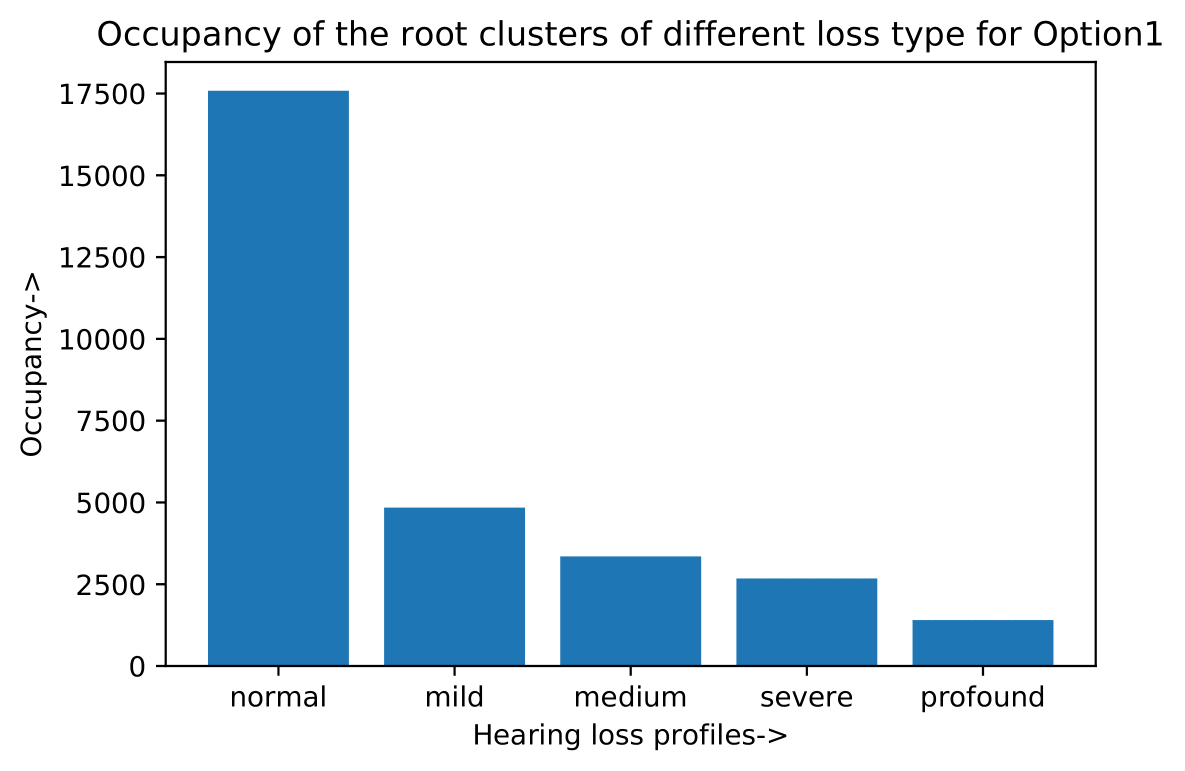 Occupancy of the root clusters of different loss type for Option1
17500
15000
12500
10000
7500
5000
2500
0
Occupancy->
normal mild medium severe profound
Hearing loss profiles->